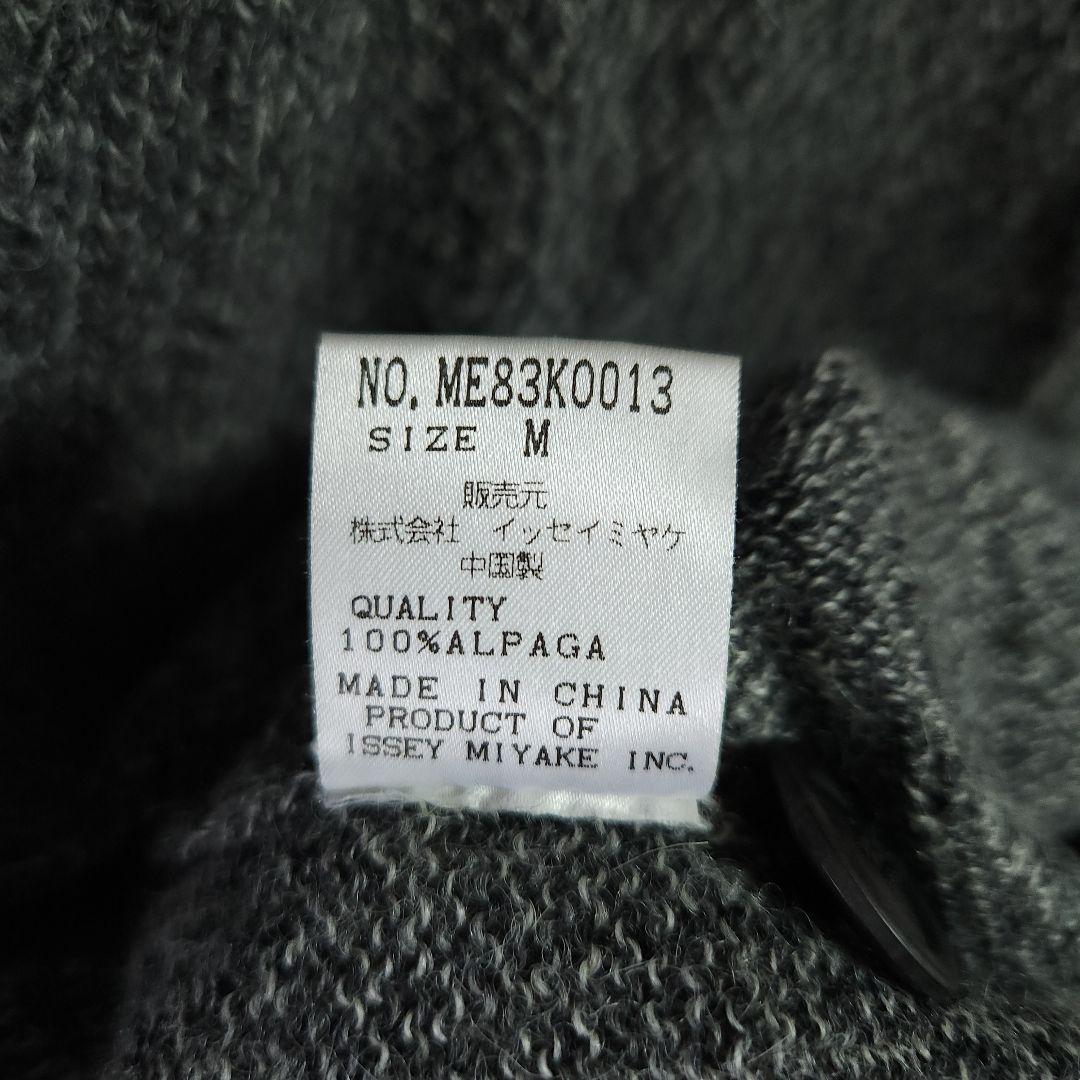 NO. ME83K0013
SIZE M
販売元
株式会社 イッセイミヤケ
中国製
QUALITY
100%ALPAGA
MADE IN CHINA
PRODUCT OF
ISSEY MIYAKE INC.